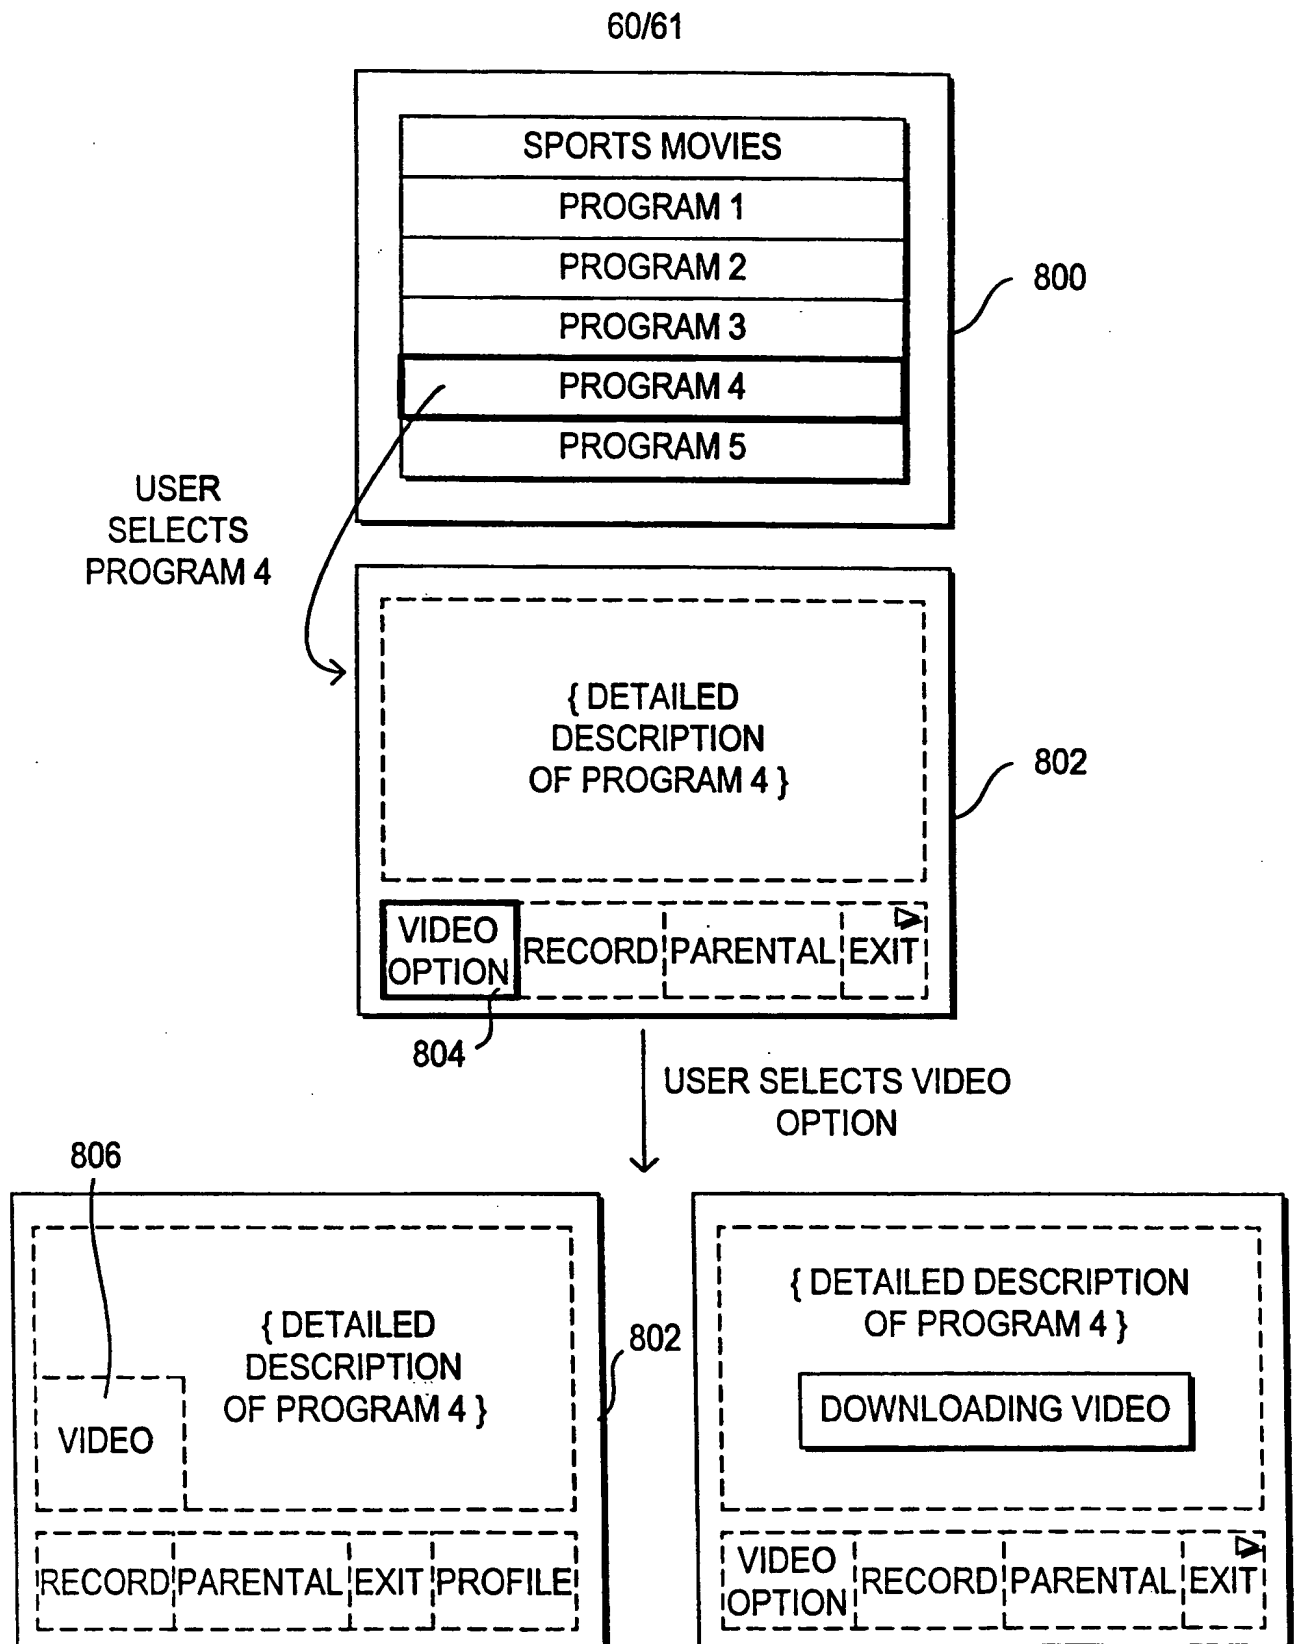 60/61
SPORTS MOVIES
PROGRAM 1
PROGRAM 2
PROGRAM 3
PROGRAM 4
PROGRAM 5
800
USER
SELECTS
PROGRAM 4
{ DETAILED
DESCRIPTION
OF PROGRAM 4 }
802
VIDEO
OPTION
RECORD
PARENTAL
EXIT
804
USER SELECTS VIDEO
OPTION
806
{ DETAILED
DESCRIPTION
OF PROGRAM 4 }
802
VIDEO
RECORD
PARENTAL
EXIT
PROFILE
{ DETAILED DESCRIPTION
OF PROGRAM 4 }
DOWNLOADING VIDEO
VIDEO
OPTION
RECORD
PARENTAL
EXIT